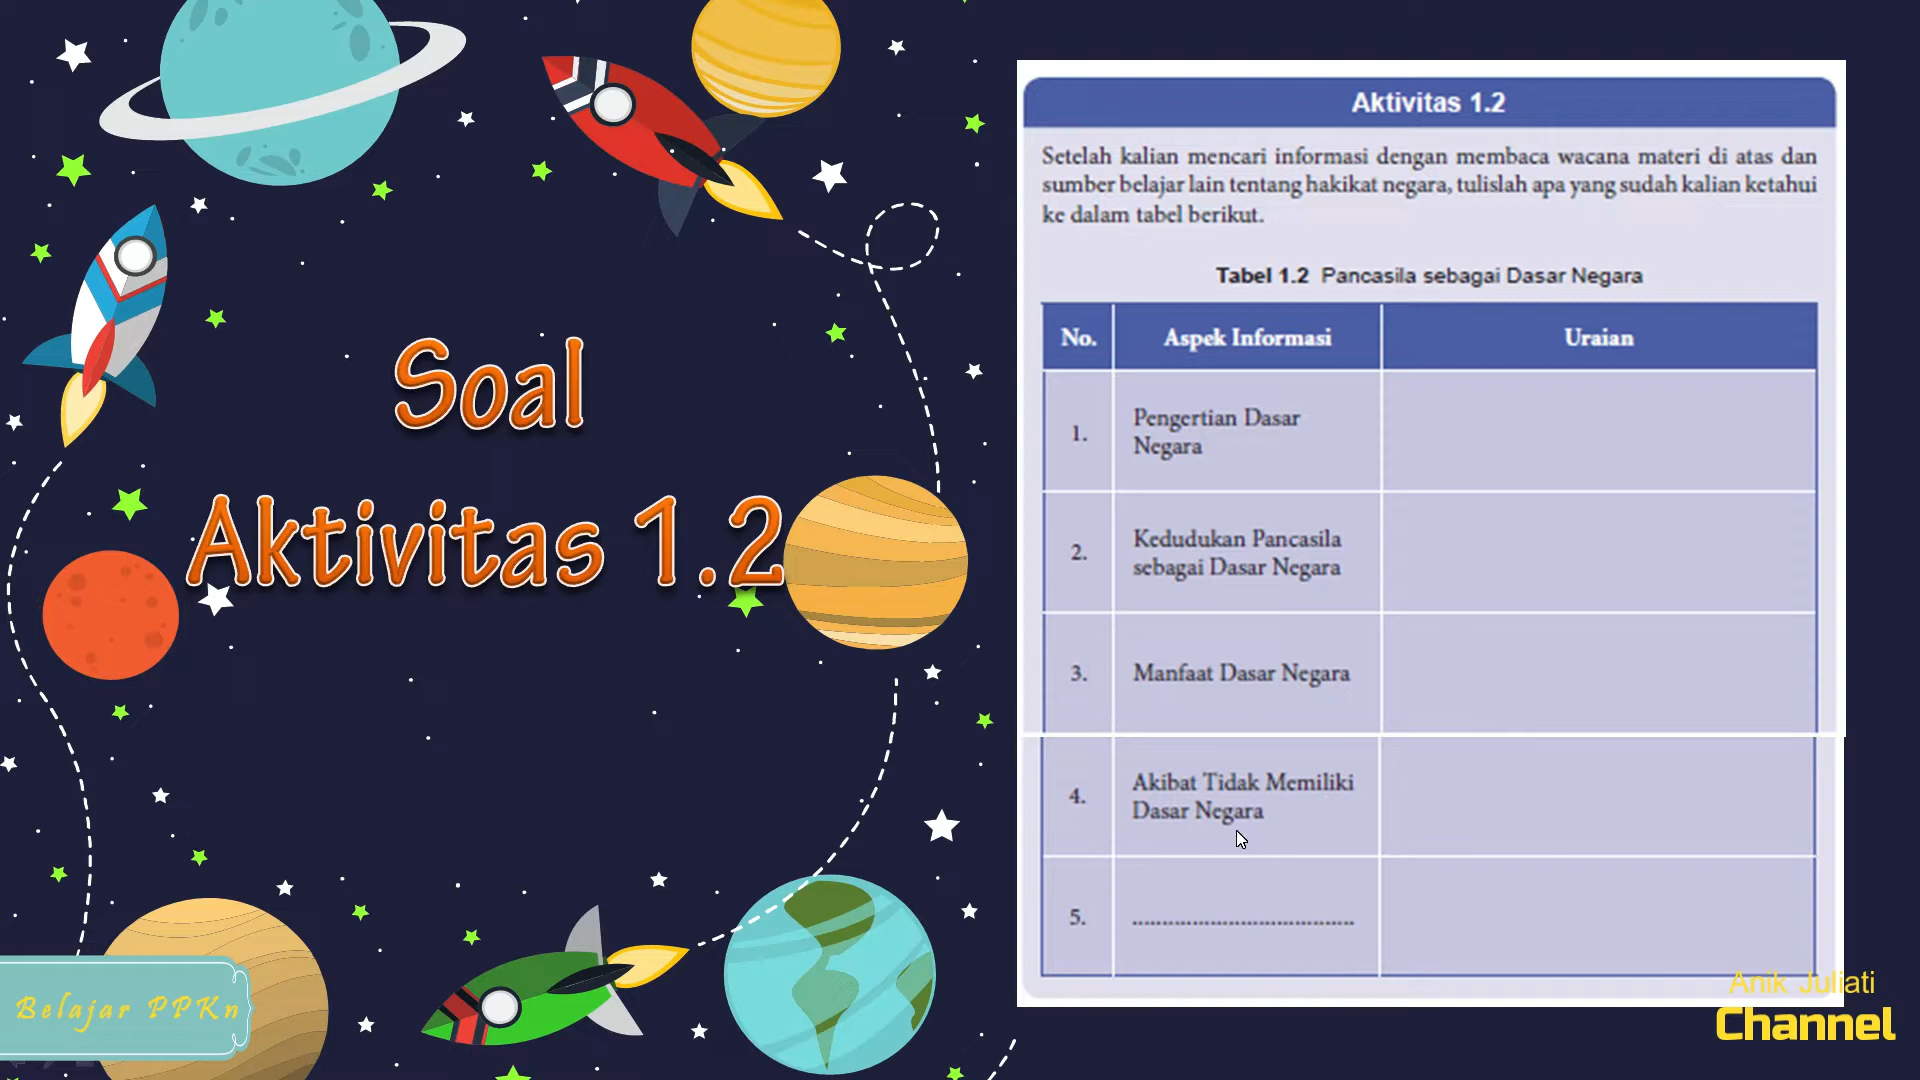 Soal
Aktivitas 1.2
Belajar PPKn
Aktivitas 1.2
Setelah kalian mencari informasi dengan membaca wacana materi di atas dan
sumber belajar lain tentang hakikat negara, tulislah apa yang sudah kalian ketahui
ke dalam tabel berikut.
Tabel 1.2 Pancasila sebagai Dasar Negara
No. Aspek Informasi Uraian
1. Pengertian Dasar
Negara
2. Kedudukan Pancasila
sebagai Dasar Negara
3. Manfaat Dasar Negara
4. Akibat Tidak Memiliki
Dasar Negara
5. .....................................
Anik Juliati
Channel